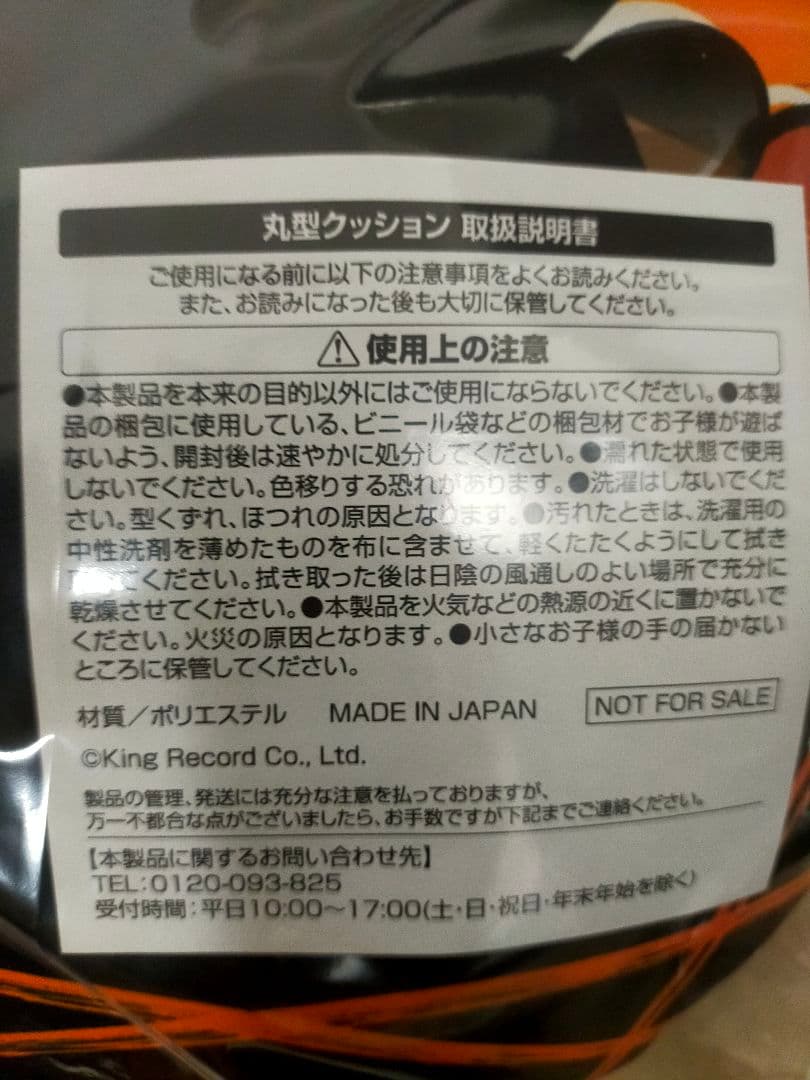 丸型クッション 取扱説明書
ご使用になる前に以下の注意事項をよくお読みください。
また、お読みになった後も大切に保管してください。
使用上の注意
●本製品を本来の目的以外にはご使用にならないでください。●本製
品の梱包に使用している、ビニール袋などの梱包材でお子様が遊ば
ないよう、開封後は速やかに処分してください。●濡れた状態で使用
しないでください。色移りする恐れがあります。●洗濯はしないでくだ
さい。型くずれ、ほつれの原因となります。●汚れたときは、洗濯用の
中性洗剤を薄めたものを布に含ませて、軽くたたくようにして拭き
てください。拭き取った後は日陰の風通しのよい場所で充分に
乾燥させてください。●本製品を火気などの熱源の近くに置かないで
ください。火災の原因となります。●小さなお子様の手の届かない
ところに保管してください。
材質／ポリエステル MADE IN JAPAN NOT FOR SALE
©King Record Co., Ltd.
製品の管理、発送には充分な注意を払っておりますが、
万一不都合な点がございましたら、お手数ですが下記までご連絡ください。
【本製品に関するお問い合わせ先】
TEL：0120-093-825
受付時間：平日10：00～17：00(土・日・祝日・年末年始を除く)